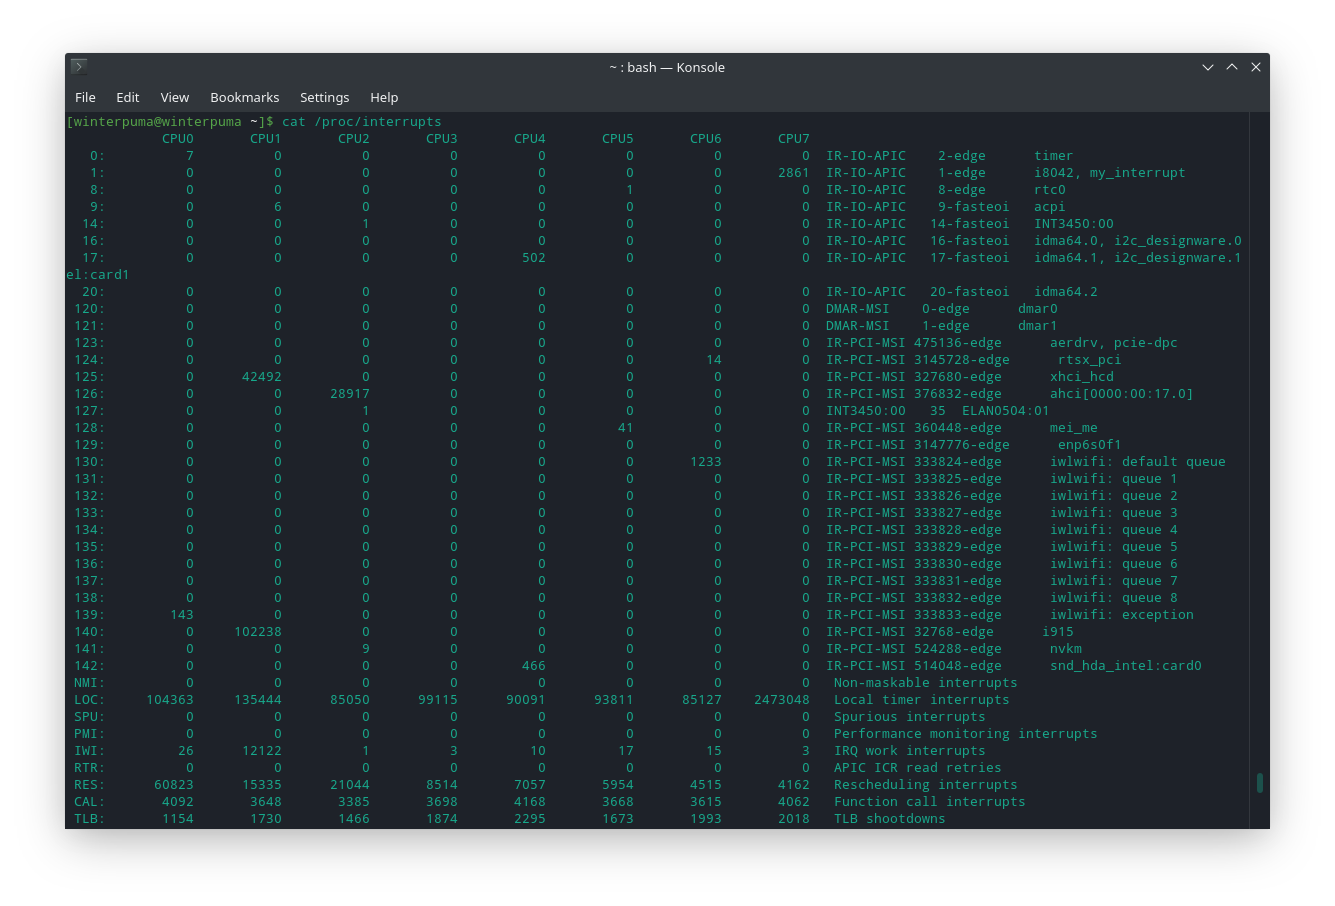 ~ : bash — Konsole
File Edit View Bookmarks Settings Help
[winterpuma@winterpuma ~]$ cat /proc/interrupts
CPU0 CPU1 CPU2 CPU3 CPU4 CPU5 CPU6 CPU7
0: 7 0 0 0 0 0 0 0 IR-IO-APIC 2-edge timer
1: 0 0 0 0 0 0 0 2861 IR-IO-APIC 1-edge i8042, my_interrupt
8: 0 0 0 0 0 1 0 0 IR-IO-APIC 8-edge rtc0
9: 0 6 0 0 0 0 0 0 IR-IO-APIC 9-fasteoi acpi
14: 0 0 1 0 0 0 0 0 IR-IO-APIC 14-fasteoi INT3450:00
16: 0 0 0 0 0 0 0 0 IR-IO-APIC 16-fasteoi idma64.0, i2c_designware.0
17: 0 0 0 0 502 0 0 0 IR-IO-APIC 17-fasteoi idma64.1, i2c_designware.1
el:card1
20: 0 0 0 0 0 0 0 0 IR-IO-APIC 20-fasteoi idma64.2
120: 0 0 0 0 0 0 0 0 DMAR-MSI 0-edge dmar0
121: 0 0 0 0 0 0 0 0 DMAR-MSI 1-edge dmar1
123: 0 0 0 0 0 0 0 0 IR-PCI-MSI 475136-edge aerdrv, pcie-dpc
124: 0 0 0 0 0 0 14 0 IR-PCI-MSI 3145728-edge rtsx_pci
125: 0 42492 0 0 0 0 0 0 IR-PCI-MSI 327680-edge xhci_hcd
126: 0 0 28917 0 0 0 0 0 IR-PCI-MSI 376832-edge ahci[0000:00:17.0]
127: 0 0 1 0 0 0 0 0 INT3450:00 35 ELAN0504:01
128: 0 0 0 0 0 41 0 0 IR-PCI-MSI 360448-edge mei_me
129: 0 0 0 0 0 0 0 0 IR-PCI-MSI 3147776-edge enp6s0f1
130: 0 0 0 0 0 0 1233 0 IR-PCI-MSI 333824-edge iwlwifi: default queue
131: 0 0 0 0 0 0 0 0 IR-PCI-MSI 333825-edge iwlwifi: queue 1
132: 0 0 0 0 0 0 0 0 IR-PCI-MSI 333826-edge iwlwifi: queue 2
133: 0 0 0 0 0 0 0 0 IR-PCI-MSI 333827-edge iwlwifi: queue 3
134: 0 0 0 0 0 0 0 0 IR-PCI-MSI 333828-edge iwlwifi: queue 4
135: 0 0 0 0 0 0 0 0 IR-PCI-MSI 333829-edge iwlwifi: queue 5
136: 0 0 0 0 0 0 0 0 IR-PCI-MSI 333830-edge iwlwifi: queue 6
137: 0 0 0 0 0 0 0 0 IR-PCI-MSI 333831-edge iwlwifi: queue 7
138: 0 0 0 0 0 0 0 0 IR-PCI-MSI 333832-edge iwlwifi: queue 8
139: 143 0 0 0 0 0 0 0 IR-PCI-MSI 333833-edge iwlwifi: exception
140: 0 102238 0 0 0 0 0 0 IR-PCI-MSI 32768-edge i915
141: 0 0 9 0 0 0 0 0 IR-PCI-MSI 524288-edge nvkm
142: 0 0 0 0 466 0 0 0 IR-PCI-MSI 514048-edge snd_hda_intel:card0
NMI: 0 0 0 0 0 0 0 0 Non-maskable interrupts
LOC: 104363 135444 85050 99115 90091 93811 85127 2473048 Local timer interrupts
SPU: 0 0 0 0 0 0 0 0 Spurious interrupts
PMI: 0 0 0 0 0 0 0 0 Performance monitoring interrupts
IWI: 26 12122 1 3 10 17 15 3 IRQ work interrupts
RTR: 0 0 0 0 0 0 0 0 APIC ICR read retries
RES: 60823 15335 21044 8514 7057 5954 4515 4162 Rescheduling interrupts
CAL: 4092 3648 3385 3698 4168 3668 3615 4062 Function call interrupts
TLB: 1154 1730 1466 1874 2295 1673 1993 2018 TLB shootdowns